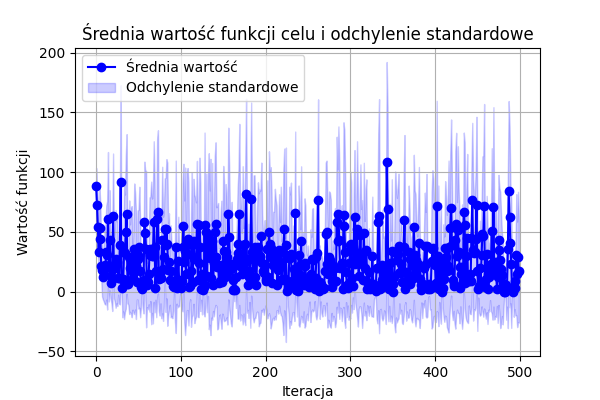 Średnia wartość funkcji celu i odchylenie standardowe
Średnia wartość
Odchylenie standardowe
Wartość funkcji
200
150
100
50
0
−50
0
100
200
300
400
500
Iteracja